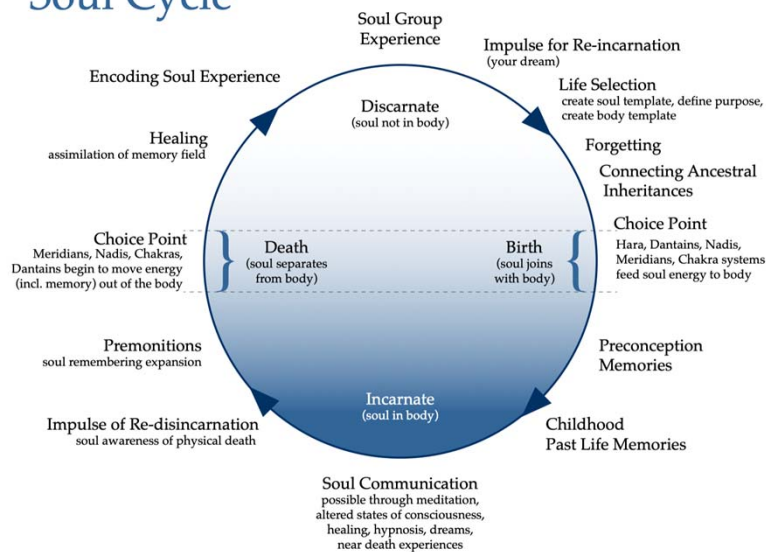 Soul Cycle
Soul Group
Experience
Impulse for Re-incarnation
(your dream)
Life Selection
create soul template, define purpose,
create body template
Forgetting
Connecting Ancestral
Inheritances
Choice Point
Hara, Dantains, Nadis,
Meridians, Chakra systems
feed soul energy to body
Birth
(soul joins
with body)
Preconception
Memories
Childhood
Past Life Memories
Incarnate
(soul in body)
Soul Communication
possible through meditation,
altered states of consciousness,
healing, hypnosis, dreams,
near death experiences
Impulse of Re-disincarnation
soul awareness of physical death
Premonitions
soul remembering expansion
Choice Point
Meridians, Nadis, Chakras,
Dantains begin to move energy
(incl. memory) out of the body
Death
(soul separates
from body)
Healing
assimilation of memory field
Encoding Soul Experience
Discarnate
(soul not in body)